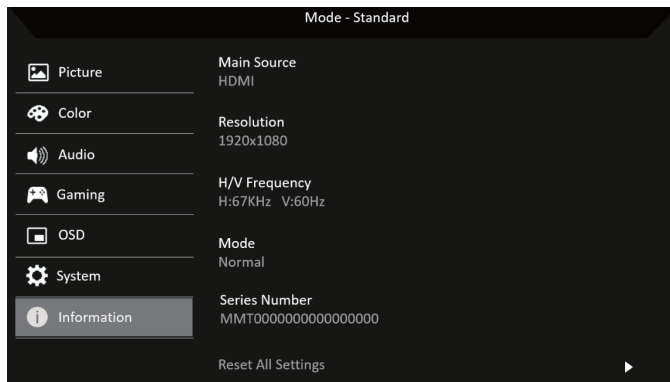 Mode - Standard
Picture
Color
Audio
Gaming
OSD
System
Information
Main Source
HDMI
Resolution
1920x1080
H/V Frequency
H:67KHz V:60Hz
Mode
Normal
Series Number
MMT0000000000000000
Reset All Settings